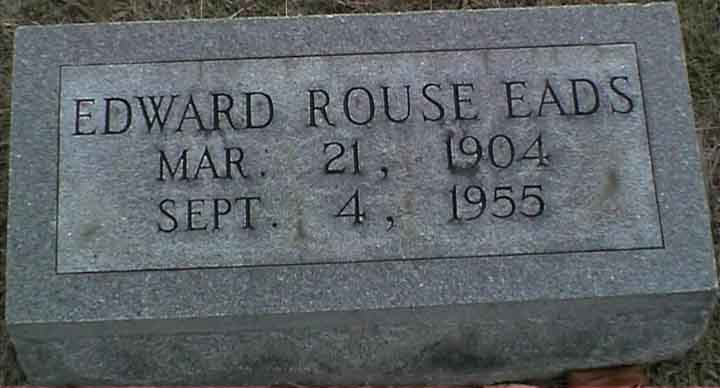 EDWARD ROUSE EADS
MAR. 21, 1904
SEPT. 4, 1955